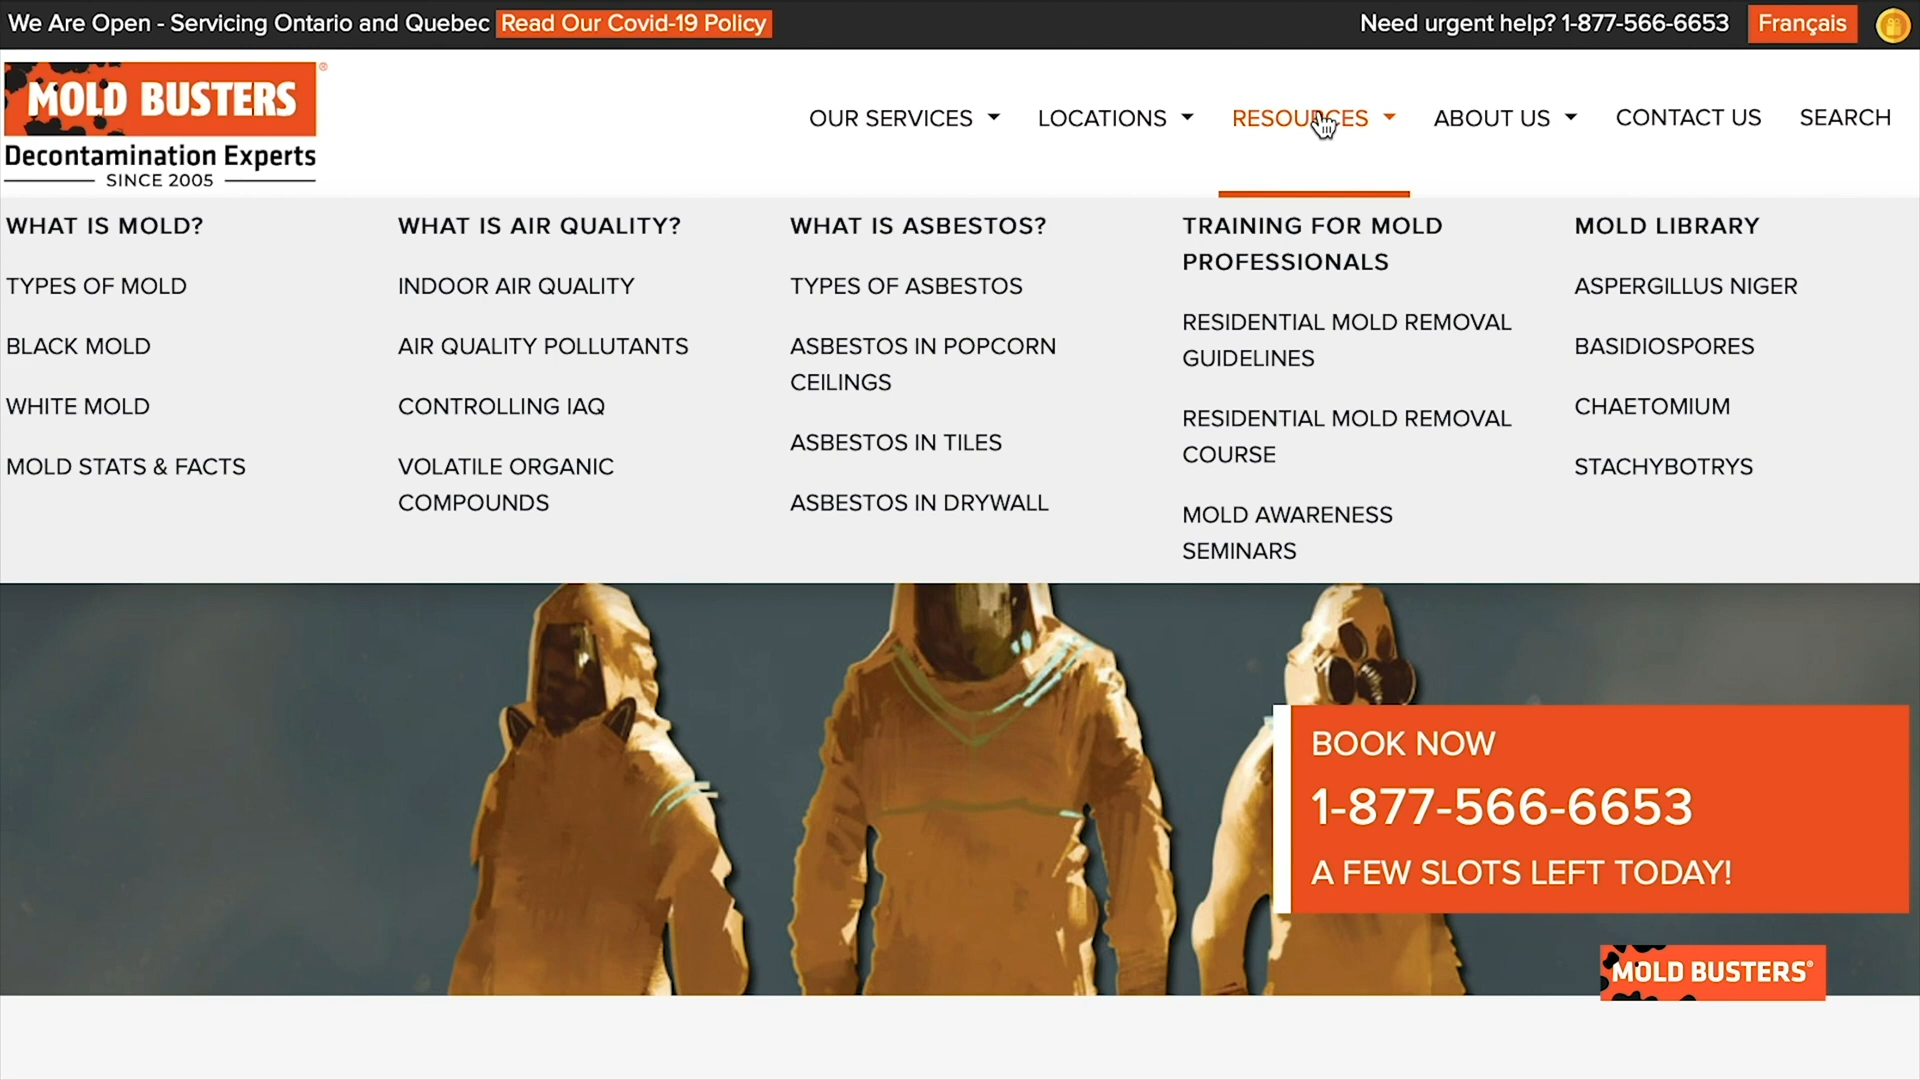 We Are Open - Servicing Ontario and Quebec Read Our Covid-19 Policy
Need urgent help? 1-877-566-6653 Français
MOLD BUSTERS®
Decontamination Experts
SINCE 2005
OUR SERVICES LOCATIONS RESOURCES ABOUT US CONTACT US SEARCH
WHAT IS MOLD?
TYPES OF MOLD
BLACK MOLD
WHITE MOLD
MOLD STATS & FACTS
WHAT IS AIR QUALITY?
INDOOR AIR QUALITY
AIR QUALITY POLLUTANTS
CONTROLLING IAQ
VOLATILE ORGANIC
COMPOUNDS
WHAT IS ASBESTOS?
TYPES OF ASBESTOS
ASBESTOS IN POPCORN
CEILINGS
ASBESTOS IN TILES
ASBESTOS IN DRYWALL
TRAINING FOR MOLD
PROFESSIONALS
RESIDENTIAL MOLD REMOVAL
GUIDELINES
RESIDENTIAL MOLD REMOVAL
COURSE
MOLD AWARENESS
SEMINARS
MOLD LIBRARY
ASPERGILLUS NIGER
BASIDIOSPORES
CHAETOMIUM
STACHYBOTRYS
BOOK NOW
1-877-566-6653
A FEW SLOTS LEFT TODAY!
MOLD BUSTERS®